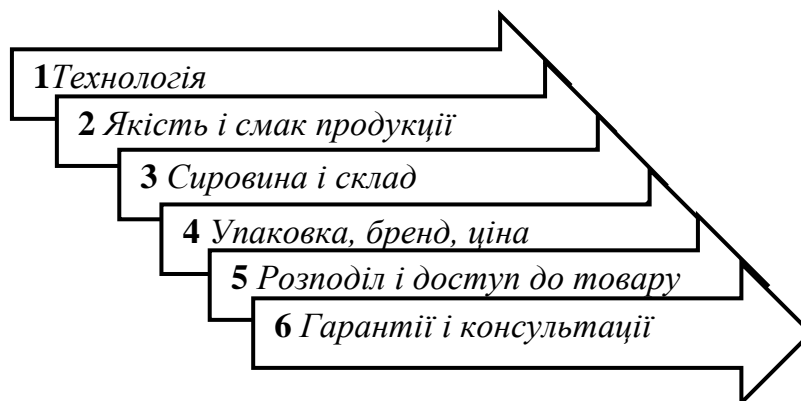 1Технологія
2 Якість і смак продукції
3 Сировина і склад
4 Упаковка, бренд, ціна
5 Розподіл і доступ до товару
6 Гарантії і консультації